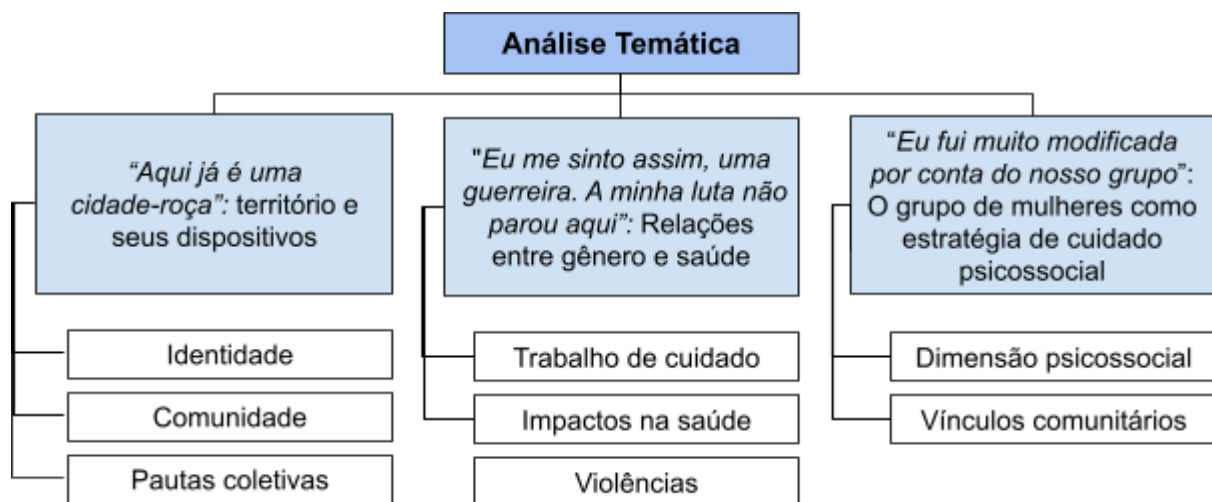 Análise Temática
“Aqui já é uma
cidade-roça”: território e
seus dispositivos
Identidade
Comunidade
Pautas coletivas
"Eu me sinto assim, uma
guerreira. A minha luta não
parou aqui”: Relações
entre gênero e saúde
Trabalho de cuidado
Impactos na saúde
Violências
“Eu fui muito modificada
por conta do nosso grupo”:
O grupo de mulheres como
estratégia de cuidado
psicossocial
Dimensão psicossocial
Vínculos comunitários